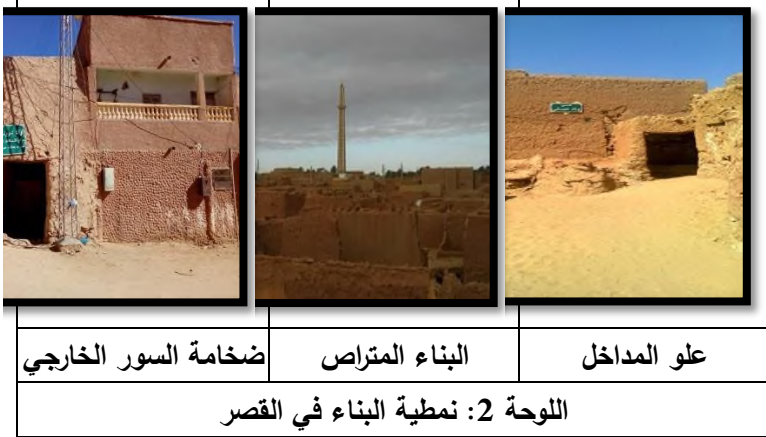 علو المداخل
البناء المتراص
ضخامة السور الخارجي
اللوحة 2: نمطية البناء في القصر